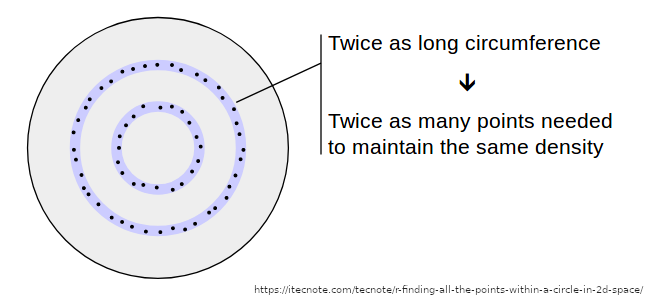 Twice as long circumference
🡳
Twice as many points needed
to maintain the same density
https://itecnote.com/tecnote/r-finding-all-the-points-within-a-circle-in-2d-space/